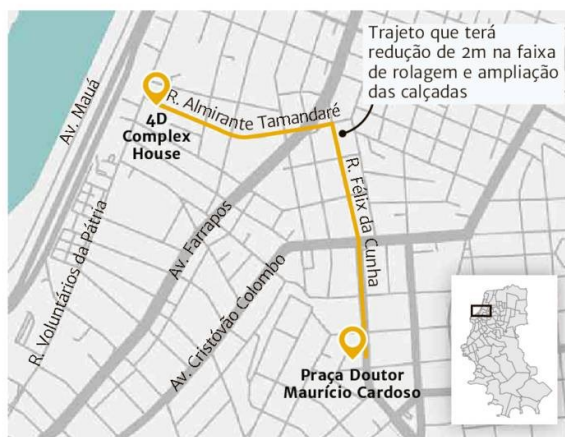 Trajeto que terá
redução de 2m na faixa
de rolagem e ampliação
das calçadas
Av. Mauá
4D
Complex
House
R. Almirante Tamandaré
R. Félix da Cunha
R. Voluntários da Pátria
Av. Farrapos
Av. Cristóvão Colombo
Praça Doutor
Maurício Cardoso